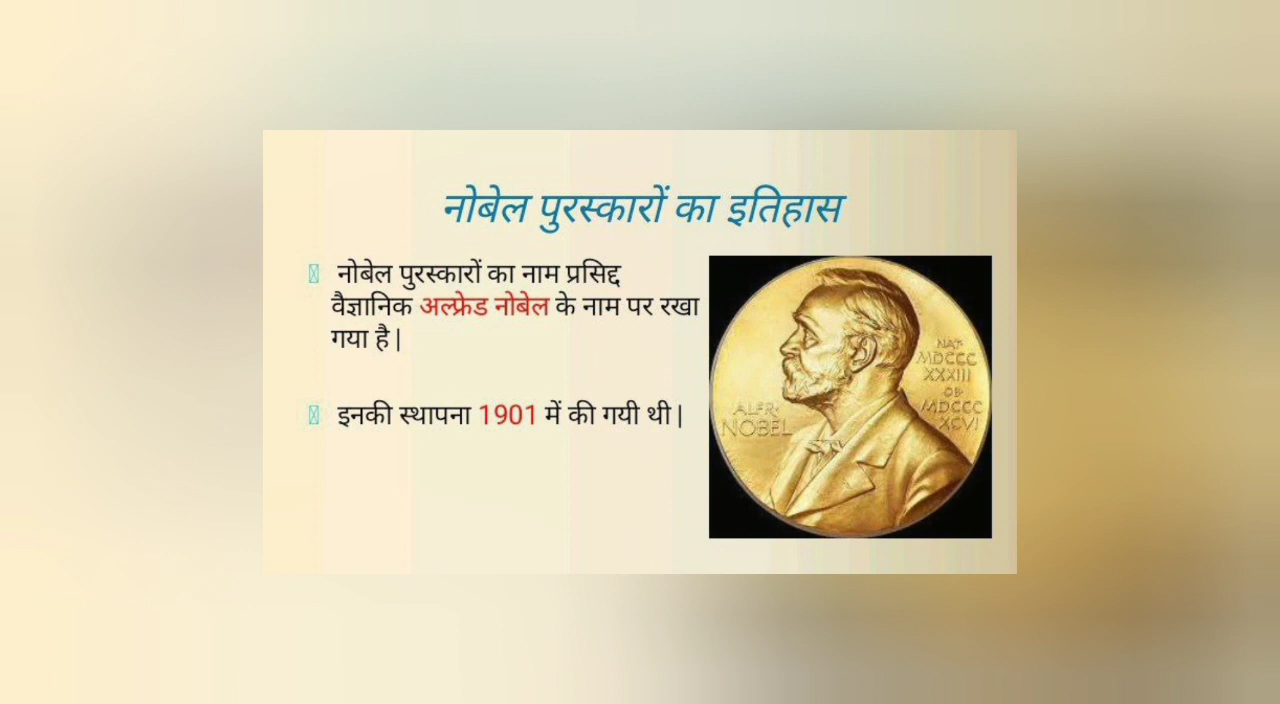 नोबेल पुरस्कारों का इतिहास
नोबेल पुरस्कारों का नाम प्रसिद्द
वैज्ञानिक अल्फ्रेड नोबेल के नाम पर रखा
गया है |
इनकी स्थापना 1901 में की गयी थी |
ALFR·
NOBEL
NAT·
MDCCC
XXXIII
OB·
MDCCC
XCVI